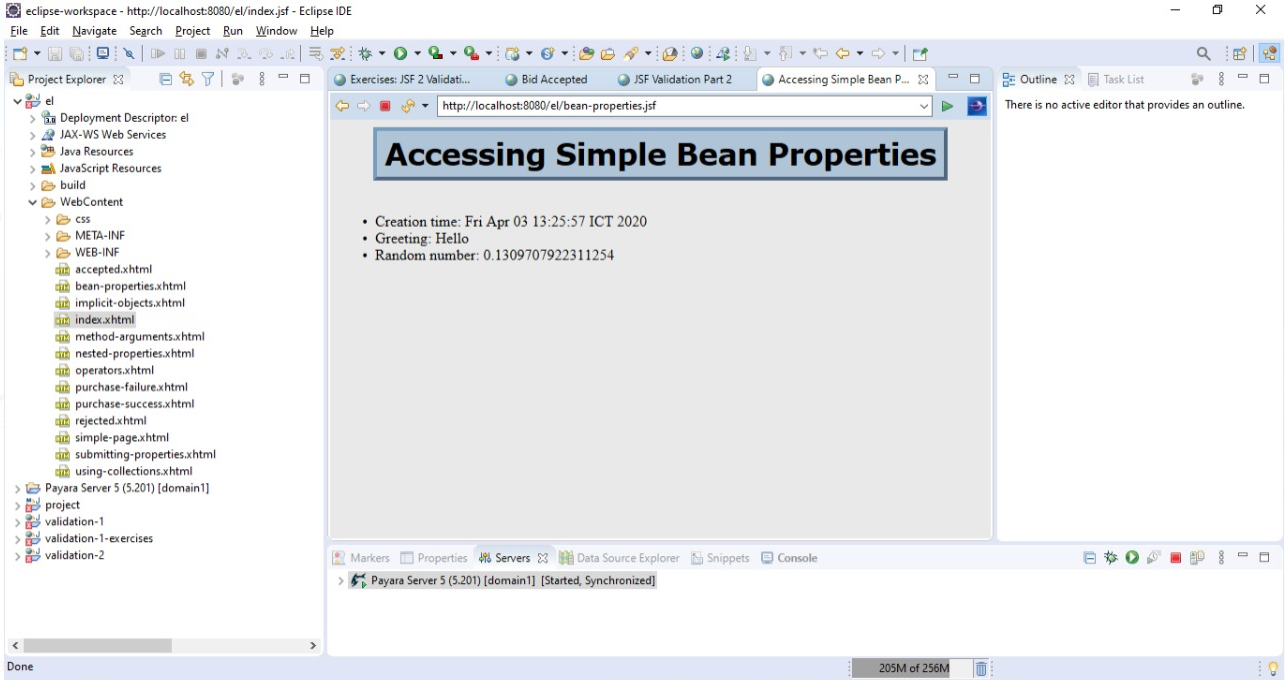 eclipse-workspace - http://localhost:8080/el/index.jsf - Eclipse IDE
File Edit Navigate Search Project Run Window Help
Project Explorer
el
Deployment Descriptor: el
JAX-WS Web Services
Java Resources
JavaScript Resources
build
WebContent
css
META-INF
WEB-INF
accepted.xhtml
bean-properties.xhtml
implicit-objects.xhtml
index.xhtml
method-arguments.xhtml
nested-properties.xhtml
operators.xhtml
purchase-failure.xhtml
purchase-success.xhtml
rejected.xhtml
simple-page.xhtml
submitting-properties.xhtml
using-collections.xhtml
Payara Server 5 (5.201) [domain1]
project
validation-1
validation-1-exercises
validation-2
Exercises: JSF 2 Validati... Bid Accepted JSF Validation Part 2 Accessing Simple Bean P...
http://localhost:8080/el/bean-properties.jsf
Accessing Simple Bean Properties
• Creation time: Fri Apr 03 13:25:57 ICT 2020
• Greeting: Hello
• Random number: 0.1309707922311254
Outline Task List
There is no active editor that provides an outline.
Markers Properties Servers Data Source Explorer Snippets Console
Payara Server 5 (5.201) [domain1] [Started, Synchronized]
Done
205M of 256M